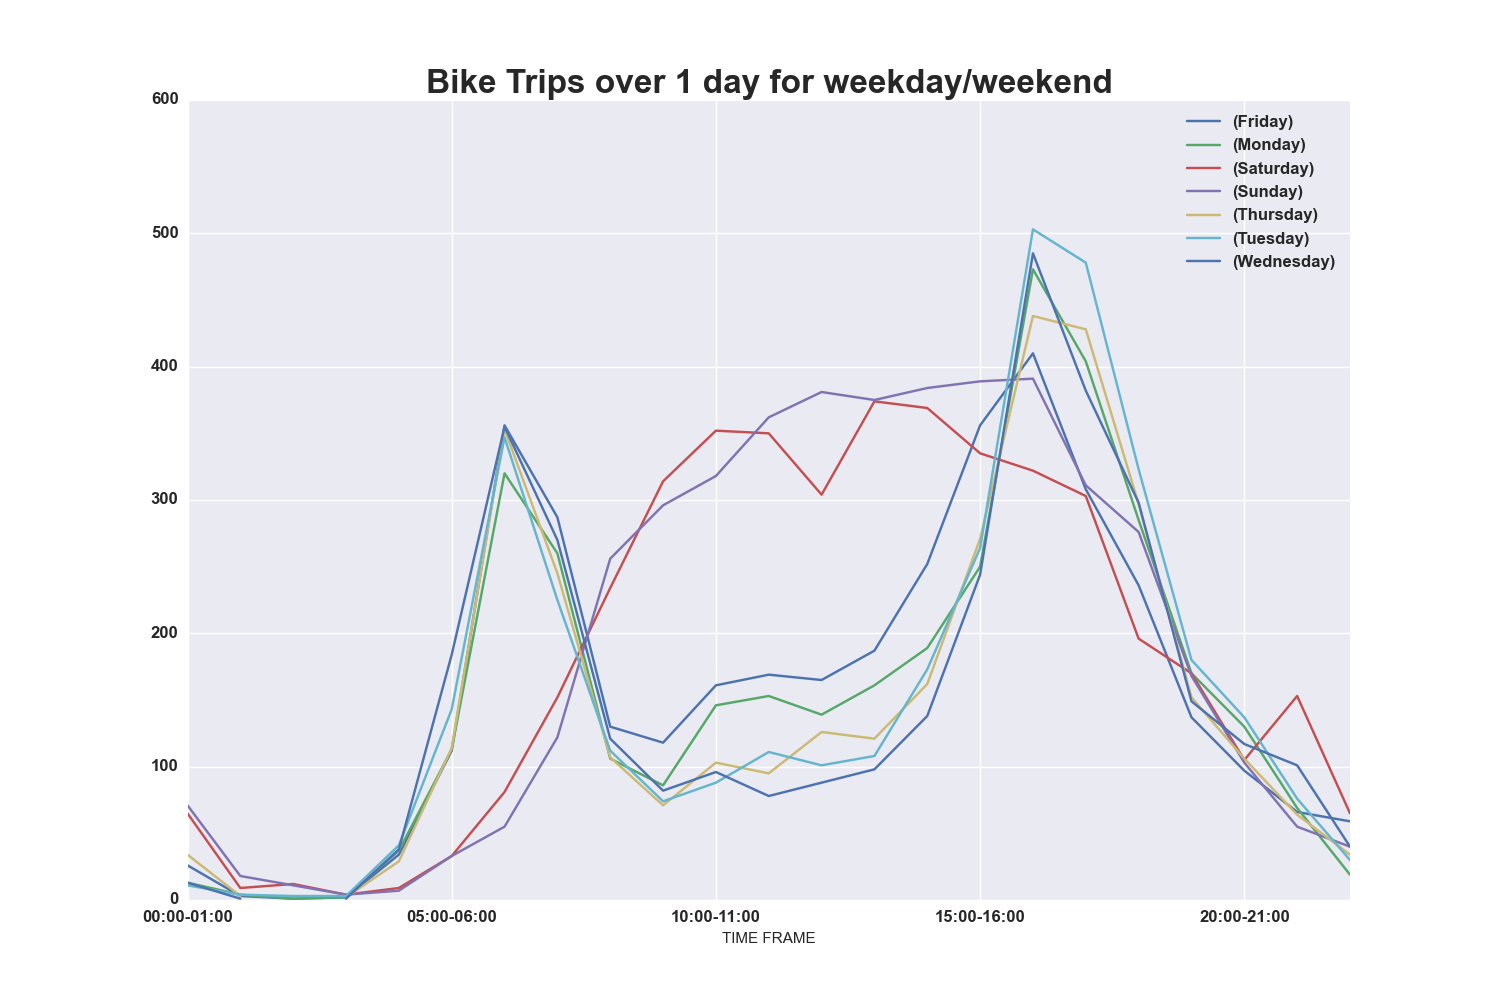 Bike Trips over 1 day for weekday/weekend
600
500
400
300
200
100
0
(Friday)
(Monday)
(Saturday)
(Sunday)
(Thursday)
(Tuesday)
(Wednesday)
00:00-01:00 05:00-06:00 10:00-11:00 15:00-16:00 20:00-21:00
TIME FRAME